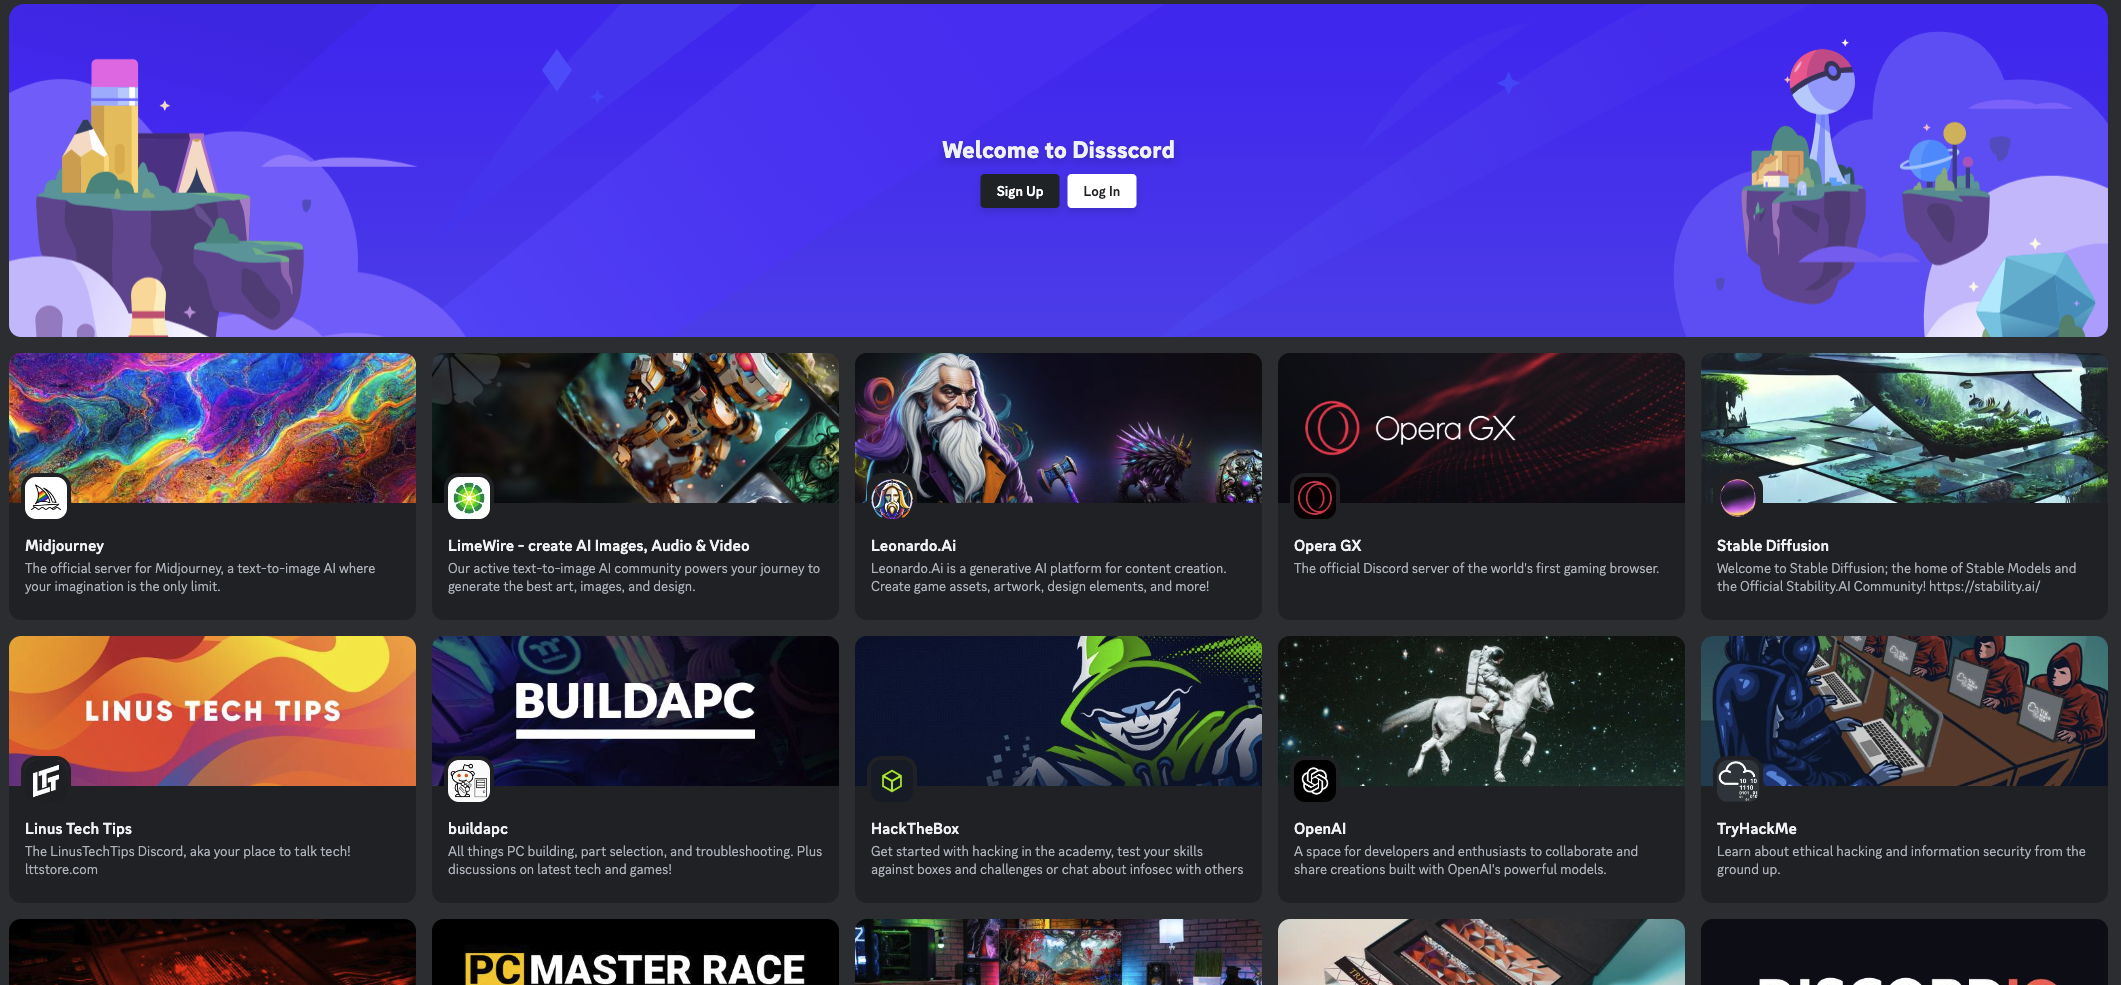 Welcome to Dissscord
Sign Up
Log In
Opera GX
Midjourney
The official server for Midjourney, a text-to-image AI where
your imagination is the only limit.
LimeWire - create AI Images, Audio & Video
Our active text-to-image AI community powers your journey to
generate the best art, images, and design.
Leonardo.Ai
Leonardo.Ai is a generative AI platform for content creation.
Create game assets, artwork, design elements, and more!
Opera GX
The official Discord server of the world's first gaming browser.
Stable Diffusion
Welcome to Stable Diffusion; the home of Stable Models and
the Official Stability.AI Community! https://stability.ai/
LINUS TECH TIPS
BUILDAPC
Linus Tech Tips
The LinusTechTips Discord, aka your place to talk tech!
lttstore.com
buildapc
All things PC building, part selection, and troubleshooting. Plus
discussions on latest tech and games!
HackTheBox
Get started with hacking in the academy, test your skills
against boxes and challenges or chat about infosec with others
OpenAI
A space for developers and enthusiasts to collaborate and
share creations built with OpenAI's powerful models.
TryHackMe
Learn about ethical hacking and information security from the
ground up.
PC MASTER RACE